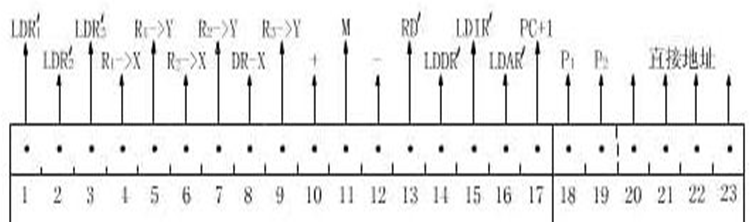 LDR₁′ LDR₃′ R₁->Y R₂->Y R₃->Y M RD′ LDIR′ PC+1
LDR₂′ R₁->X R₂->X DR-X + - LDDR′ LDAR′ P₁ P₂ 直接地址
1 2 3 4 5 6 7 8 9 10 11 12 13 14 15 16 17 18 19 20 21 22 23